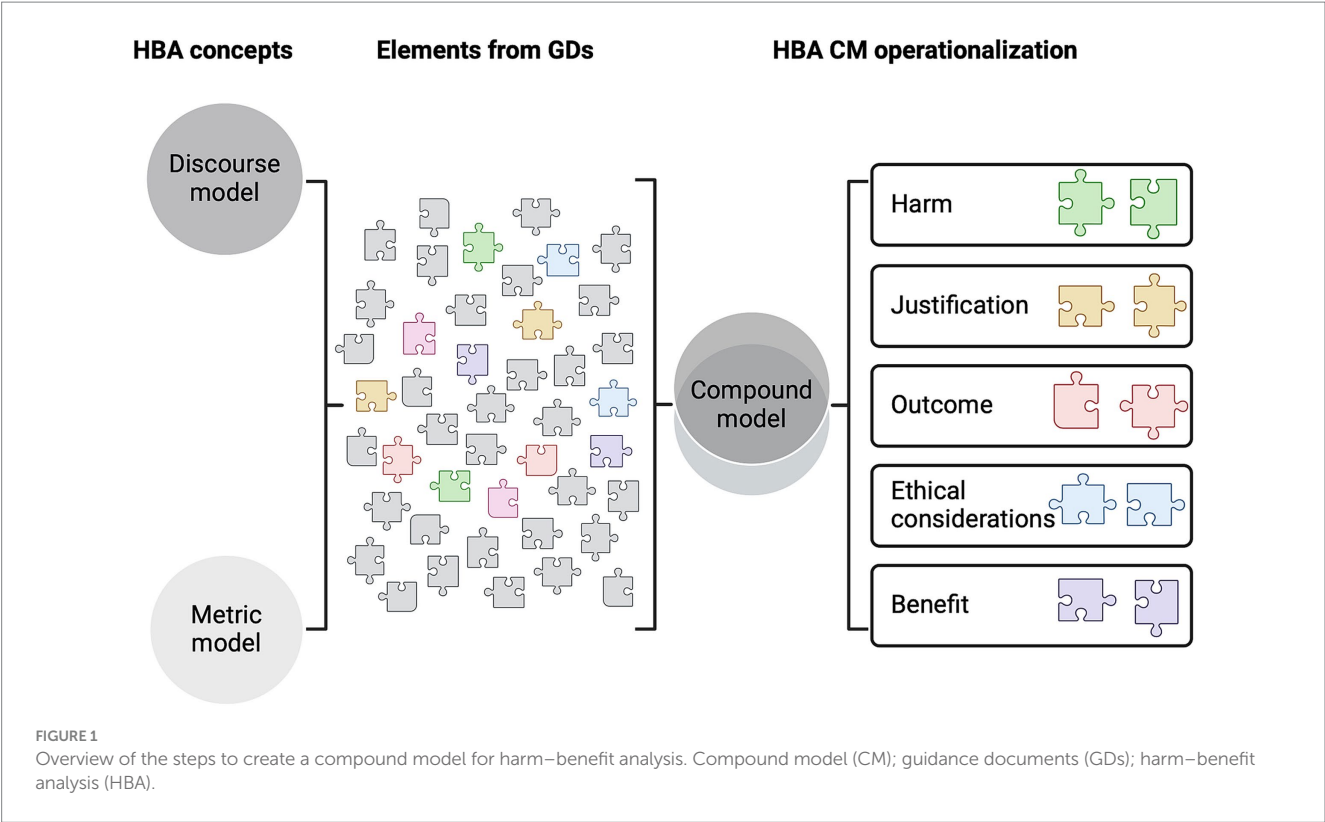 HBA concepts
Elements from GDs
HBA CM operationalization
Discourse
model
Metric
model
Compound
model
Harm
Justification
Outcome
Ethical
considerations
Benefit
FIGURE 1
Overview of the steps to create a compound model for harm–benefit analysis. Compound model (CM); guidance documents (GDs); harm–benefit
analysis (HBA).